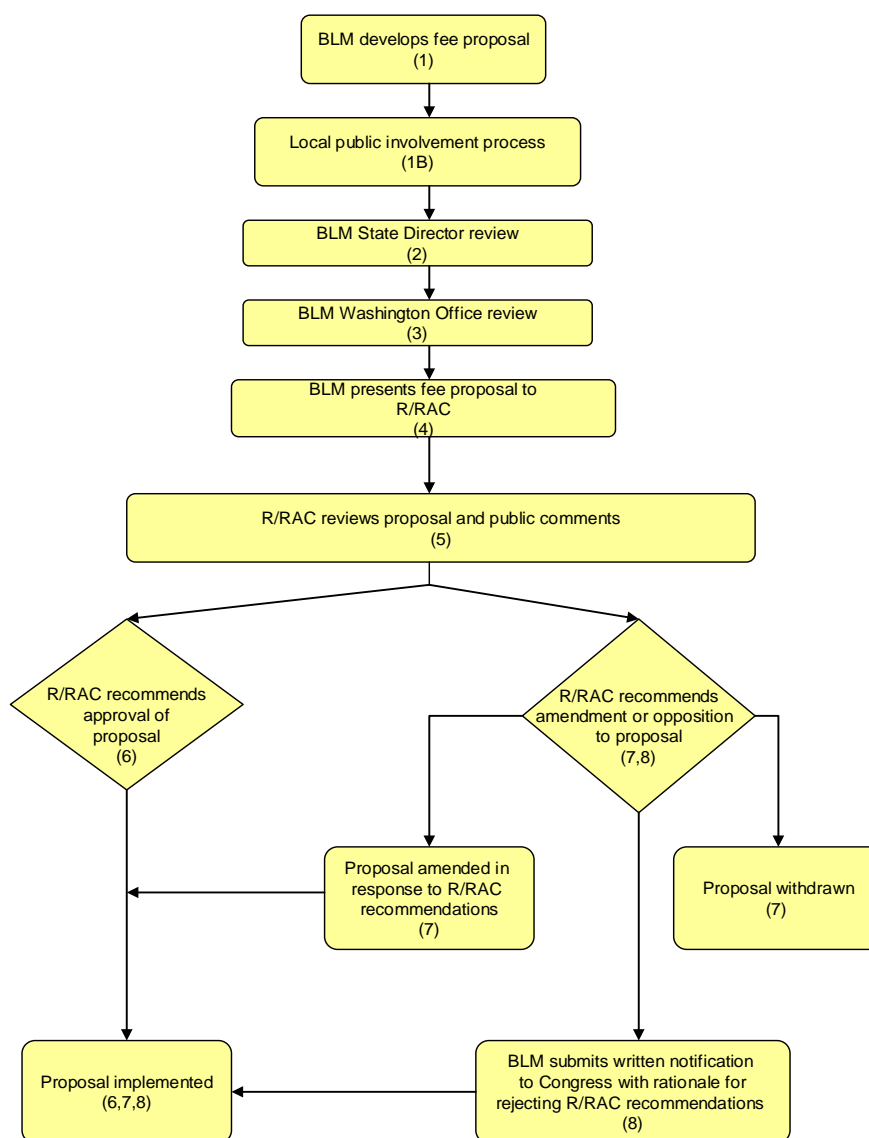 BLM develops fee proposal
(1)
Local public involvement process
(1B)
BLM State Director review
(2)
BLM Washington Office review
(3)
BLM presents fee proposal to
R/RAC
(4)
R/RAC reviews proposal and public comments
(5)
R/RAC recommends
approval of
proposal
(6)
R/RAC recommends
amendment or opposition
to proposal
(7,8)
Proposal amended in
response to R/RAC
recommendations
(7)
Proposal withdrawn
(7)
Proposal implemented
(6,7,8)
BLM submits written notification
to Congress with rationale for
rejecting R/RAC recommendations
(8)